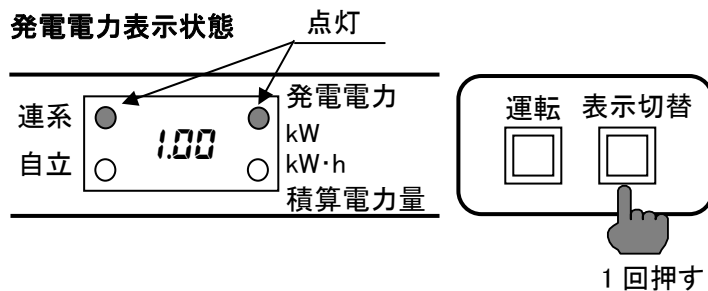 発電電力表示状態
点灯
連系
自立
1.00
発電電力
kW
kW・h
積算電力量
運転 表示切替
1回押す